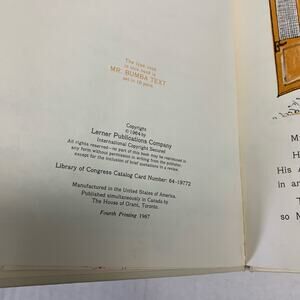 The type used
in this book is
MR. BUMBA TEXT
set in 18 point.
Copyright
© 1964 by
Lerner Publications Company
International Copyright Secured
All rights reserved—no part of this book may be reproduced in
any form without permission in writing from the publisher,
except for the inclusion of brief quotations in a review.
Library of Congress Catalog Card Number: 64-19772
Manufactured in the United States of America.
Published simultaneously in Canada by
The House of Grant, Toronto.
Fourth Printing 1967
M
H
His
in a
T
so M